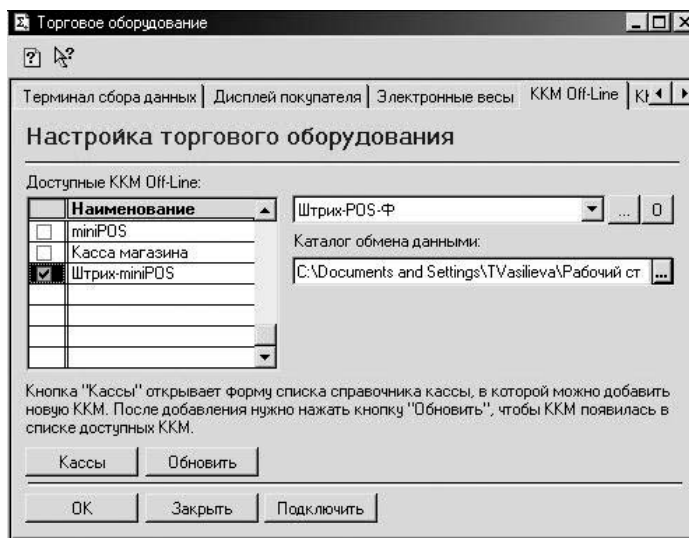 Торговое оборудование
Терминал сбора данных Дисплей покупателя Электронные весы ККМ Off-Line
Настройка торгового оборудования
Доступные ККМ Off-Line:
Наименование
miniPOS
Касса магазина
Штрих-miniPOS
Штрих-POS-Ф ... О
Каталог обмена данными:
C:\Documents and Settings\TVasilieva\Рабочий ст ...
Кнопка "Кассы" открывает форму списка справочника кассы, в которой можно добавить
новую ККМ. После добавления нужно нажать кнопку "Обновить", чтобы ККМ появилась в
списке доступных ККМ.
Кассы Обновить
OK Закрыть Подключить